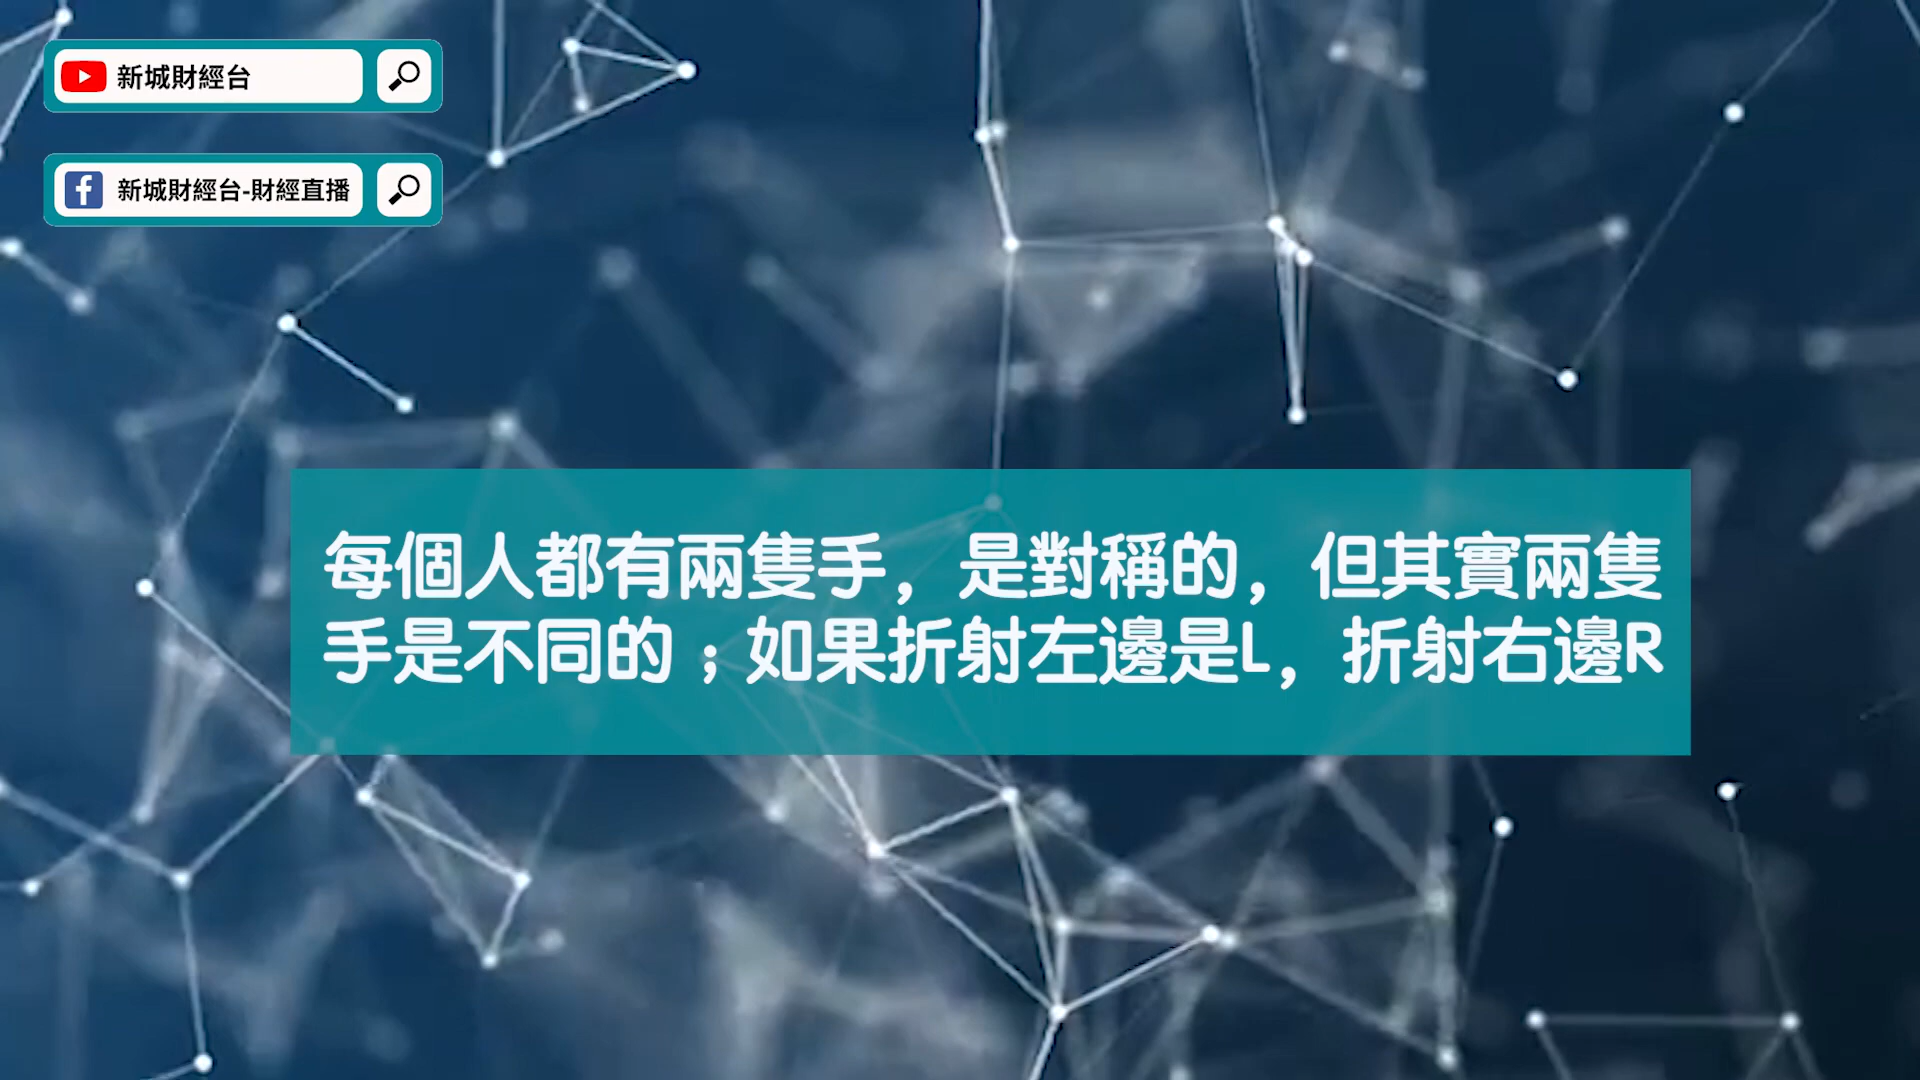 新城財經台
新城財經台-財經直播
每個人都有兩隻手，是對稱的，但其實兩隻
手是不同的；如果折射左邊是L，折射右邊R